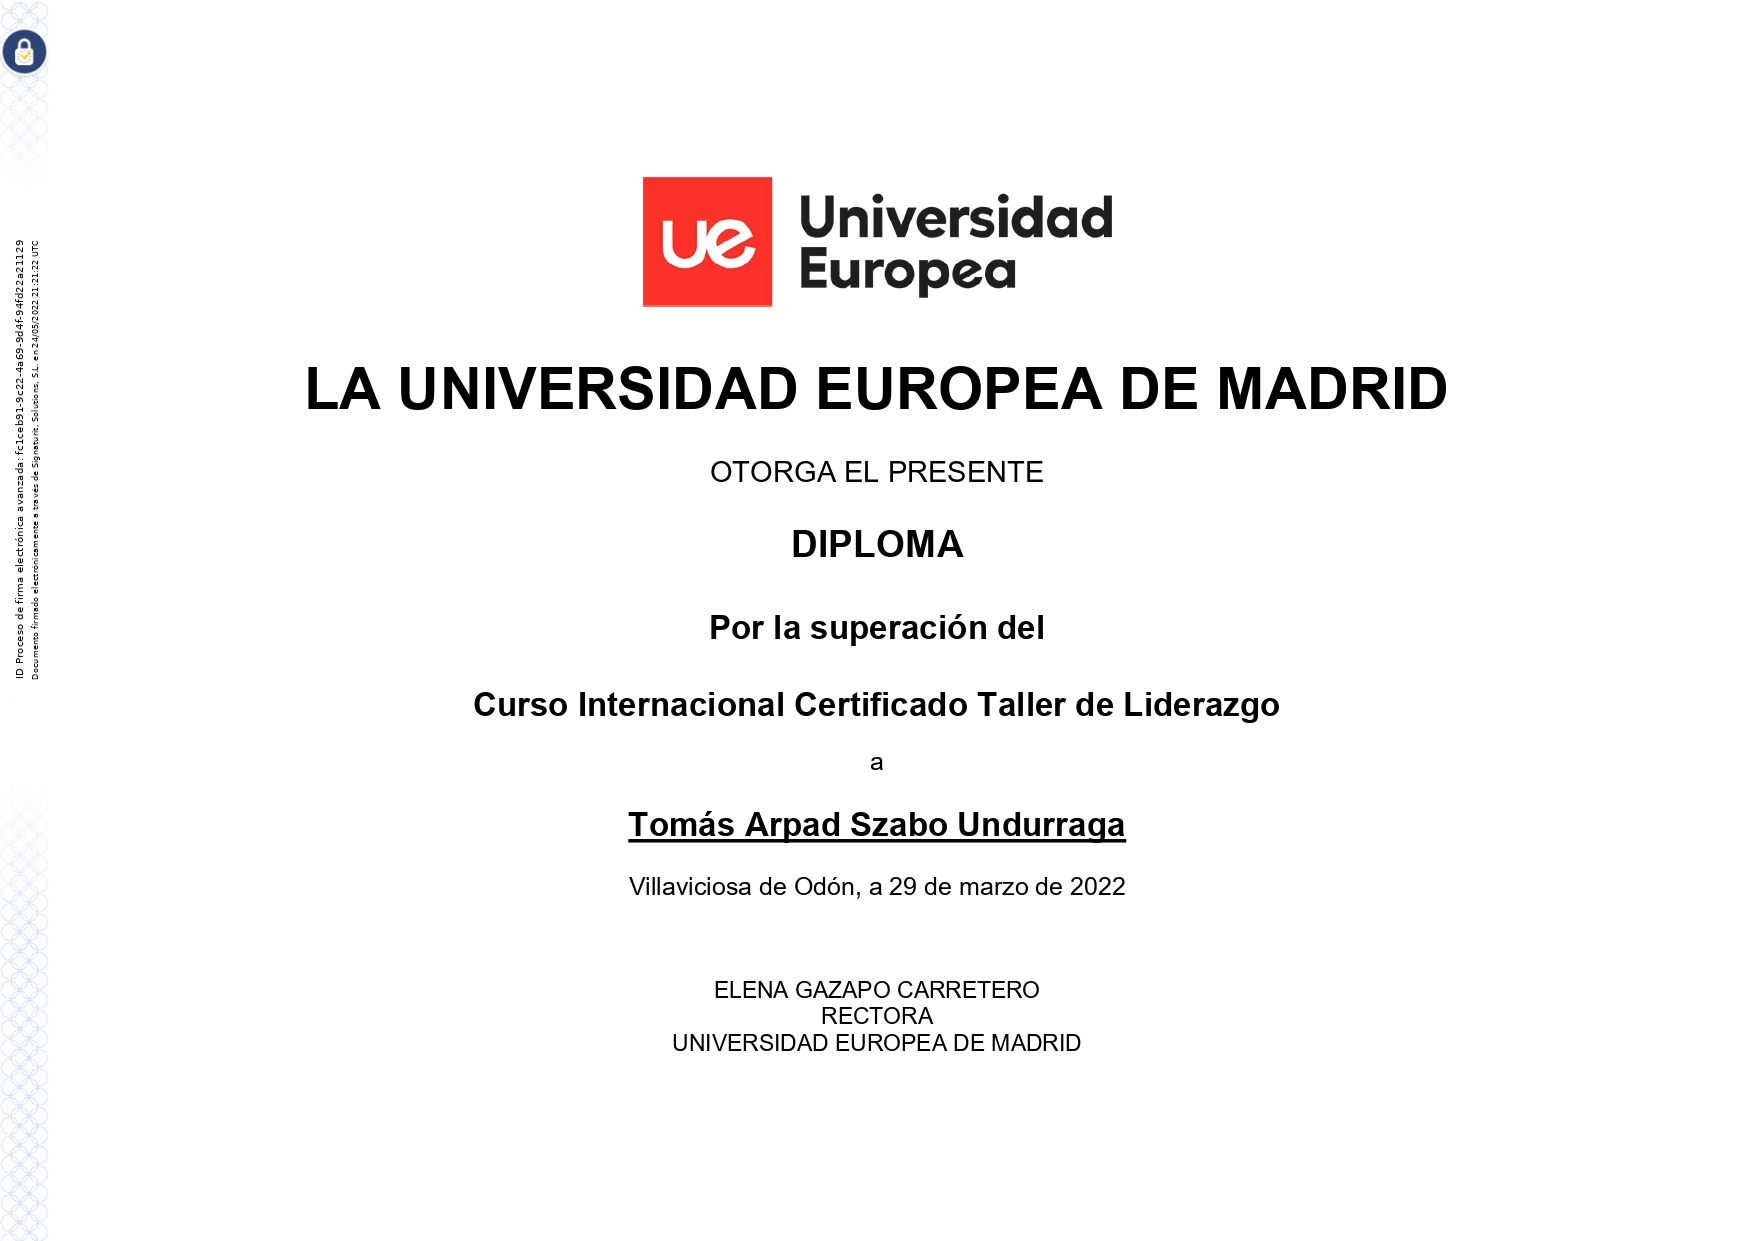 ue Universidad
Europea
LA UNIVERSIDAD EUROPEA DE MADRID
OTORGA EL PRESENTE
DIPLOMA
Por la superación del
Curso Internacional Certificado Taller de Liderazgo
a
Tomás Arpad Szabo Undurraga
Villaviciosa de Odón, a 29 de marzo de 2022
ELENA GAZAPO CARRETERO
RECTORA
UNIVERSIDAD EUROPEA DE MADRID
ID Proceso de firma electrónica avanzada: fc1ceb91-9c22-4a69-9d4f-94fd22a21129
Documento firmado electrónicamente a través de Signaturit, Solutions, S.L. en 24/05/2022 21:21:22 UTC